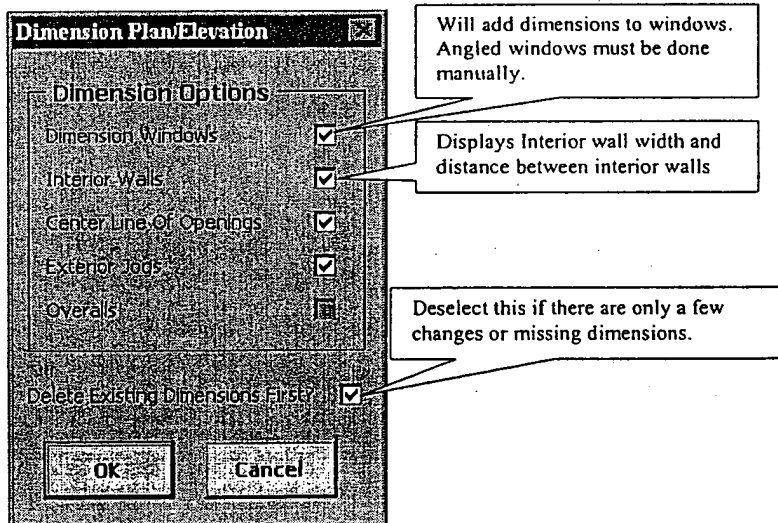 Dimension Plan/Elevation
Dimension Options
Dimension Windows
Interior Walls
Center Line Of Openings
Exterior Jogs
Overalls
Delete Existing Dimensions First?
OK
Cancel
Will add dimensions to windows.
Angled windows must be done
manually.
Displays Interior wall width and
distance between interior walls
Deselect this if there are only a few
changes or missing dimensions.